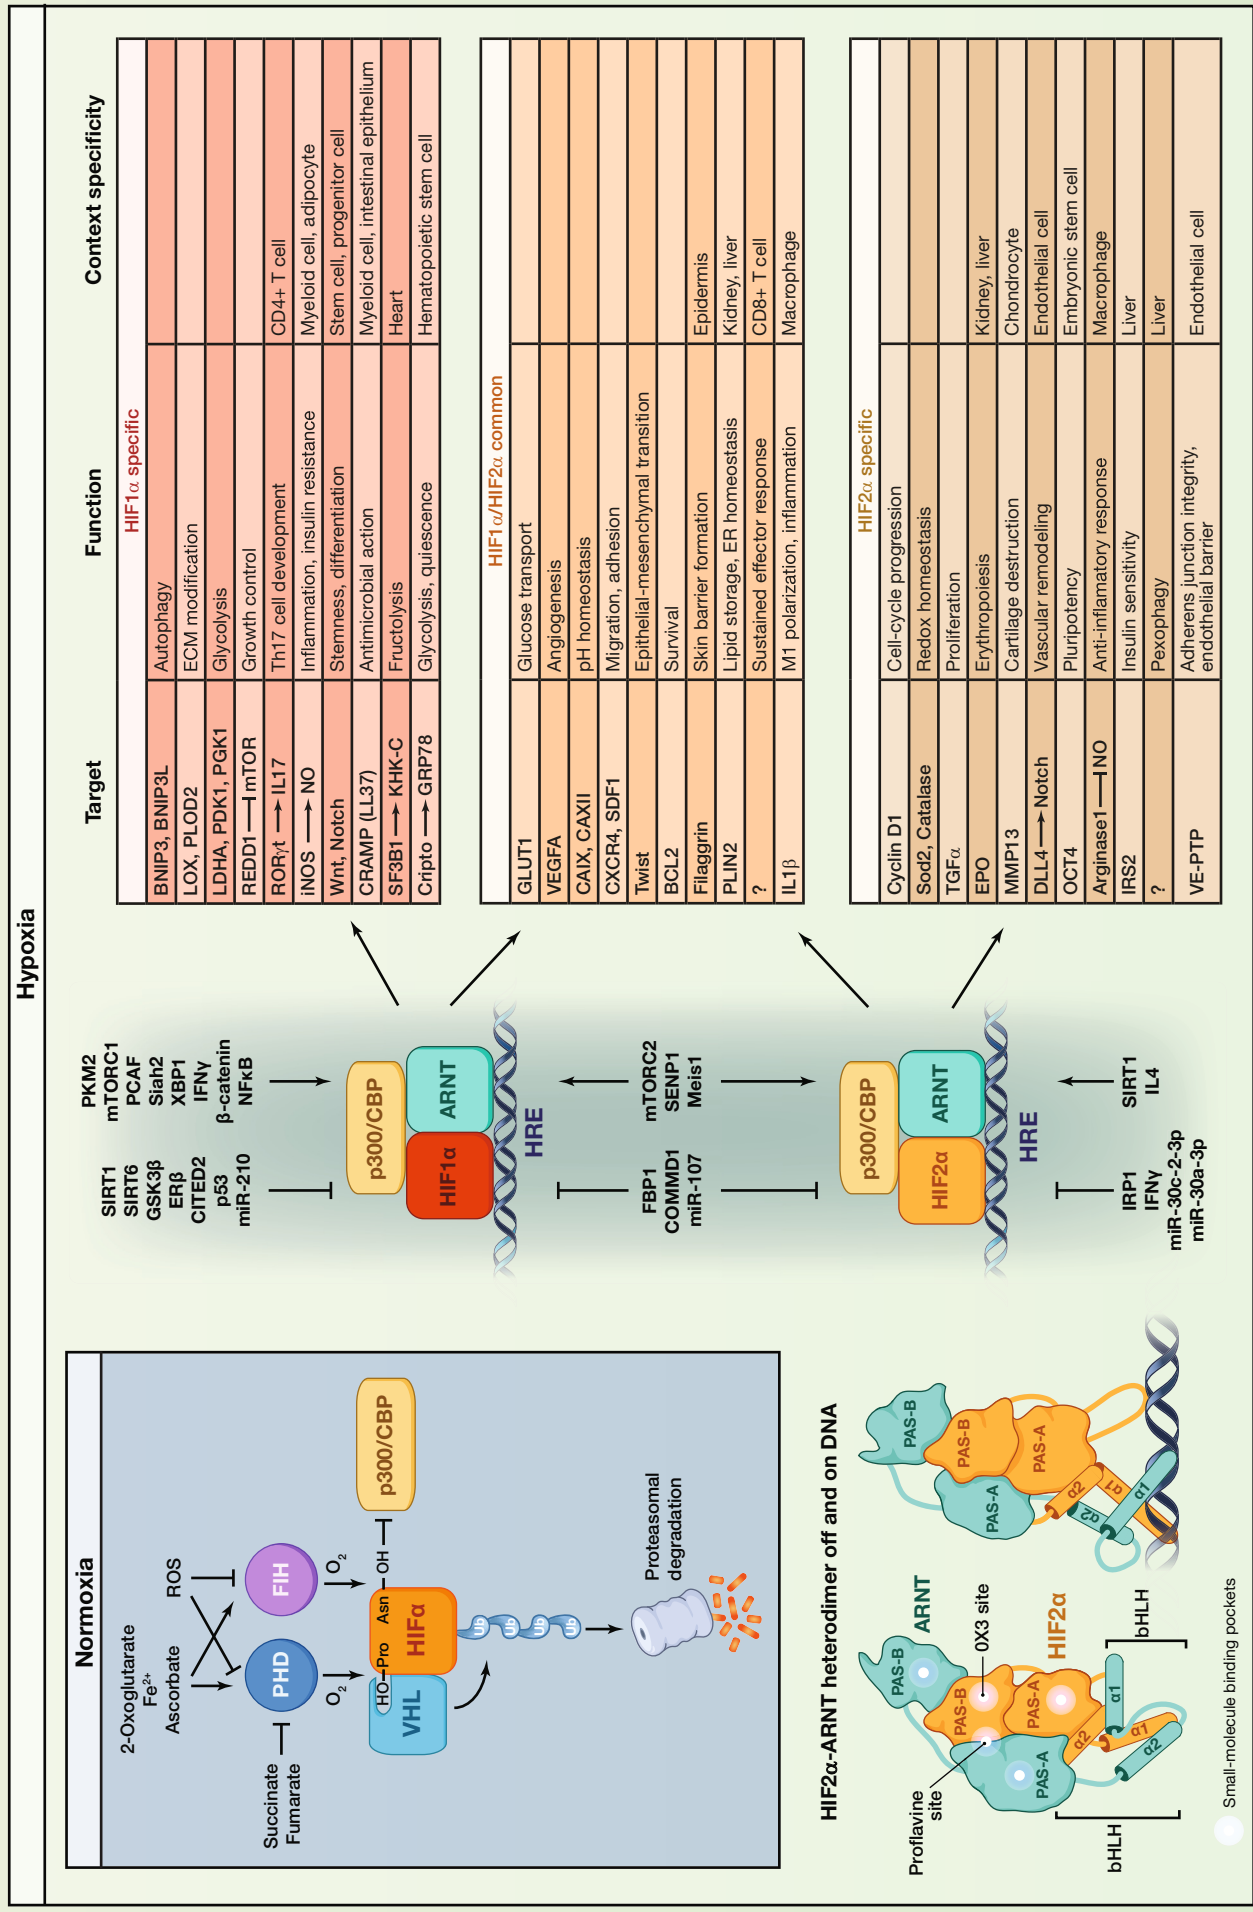 Hypoxia
Normoxia
2-Oxoglutarate
Fe2+
Ascorbate
ROS
Succinate
Fumarate
PHD
FIH
O2
O2
HO
Pro
Asn
OH
VHL
HIFα
p300/CBP
Ub
Ub
Ub
Ub
Proteasomal
degradation
HIF2α-ARNT heterodimer off and on DNA
Proflavine
site
PAS-B
ARNT
PAS-B
0X3 site
PAS-A
PAS-A
HIF2α
α2
α1
α1
α2
bHLH
bHLH
Small-molecule binding pockets
PAS-B
PAS-B
PAS-A
PAS-A
α2
α1
α2
α1
SIRT1
SIRT6
GSK3β
ERβ
CITED2
p53
miR-210
PKM2
mTORC1
PCAF
Siah2
XBP1
IFNγ
β-catenin
NFκB
p300/CBP
HIF1α
ARNT
HRE
FBP1
COMMD1
miR-107
mTORC2
SENP1
Meis1
p300/CBP
HIF2α
ARNT
HRE
IRP1
IFNγ
miR-30c-2-3p
miR-30a-3p
SIRT1
IL4
Target Function Context specificity
HIF1α specific
BNIP3, BNIP3L Autophagy
LOX, PLOD2 ECM modification
LDHA, PDK1, PGK1 Glycolysis
REDD1 mTOR Growth control
RORγt IL17 Th17 cell development CD4+ T cell
iNOS NO Inflammation, insulin resistance Myeloid cell, adipocyte
Wnt, Notch Stemness, differentiation Stem cell, progenitor cell
CRAMP (LL37) Antimicrobial action Myeloid cell, intestinal epithelium
SF3B1 KHK-C Fructolysis Heart
Cripto GRP78 Glycolysis, quiescence Hematopoietic stem cell
HIF1α/HIF2α common
GLUT1 Glucose transport
VEGFA Angiogenesis
CAIX, CAXII pH homeostasis
CXCR4, SDF1 Migration, adhesion
Twist Epithelial-mesenchymal transition
BCL2 Survival
Filaggrin Skin barrier formation Epidermis
PLIN2 Lipid storage, ER homeostasis Kidney, liver
? Sustained effector response CD8+ T cell
IL1β M1 polarization, inflammation Macrophage
HIF2α specific
Cyclin D1 Cell-cycle progression
Sod2, Catalase Redox homeostasis
TGFα Proliferation
EPO Erythropoiesis Kidney, liver
MMP13 Cartilage destruction Chondrocyte
DLL4 Notch Vascular remodeling Endothelial cell
OCT4 Pluripotency Embryonic stem cell
Arginase1 NO Anti-inflamatory response Macrophage
IRS2 Insulin sensitivity Liver
? Pexophagy Liver
VE-PTP Adherens junction integrity, Endothelial cell
endothelial barrier